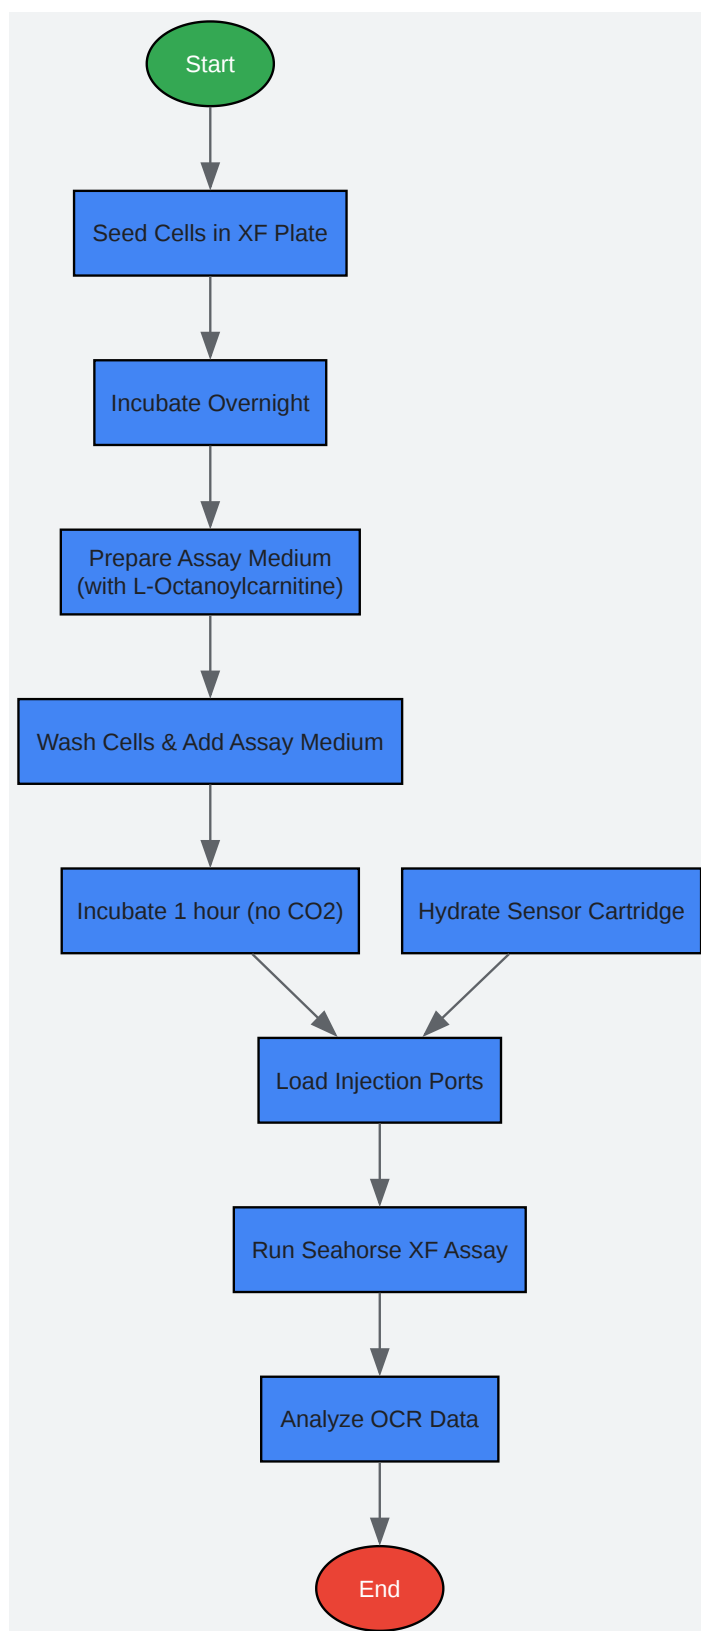 Start
Seed Cells in XF Plate
Incubate Overnight
Prepare Assay Medium
(with L-Octanoylcarnitine)
Wash Cells & Add Assay Medium
Incubate 1 hour (no CO2)
Hydrate Sensor Cartridge
Load Injection Ports
Run Seahorse XF Assay
Analyze OCR Data
End